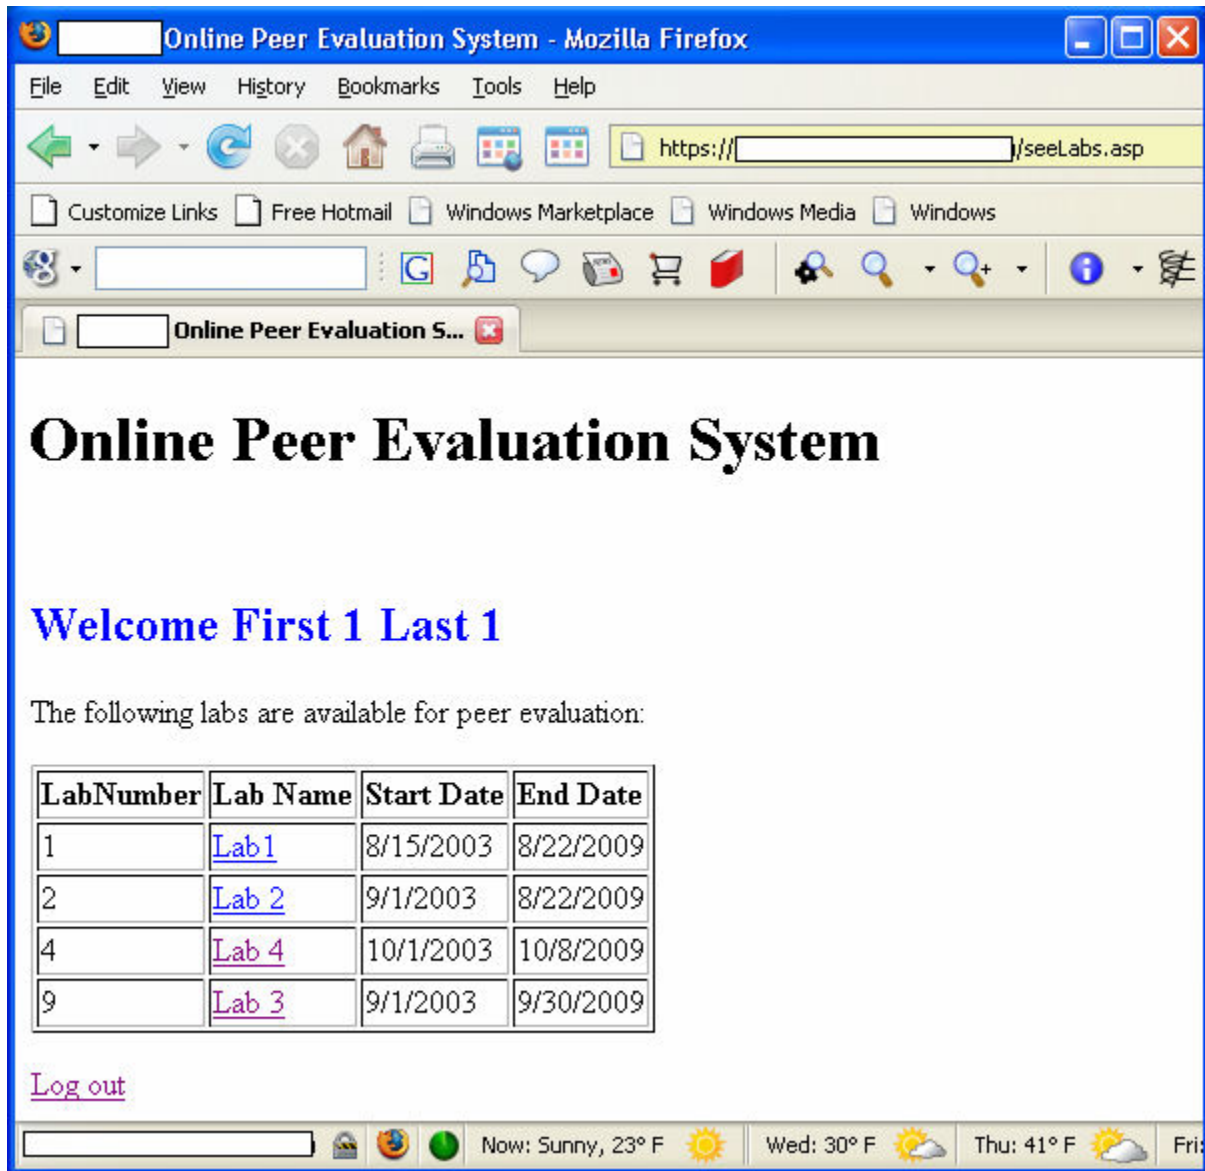 Online Peer Evaluation System - Mozilla Firefox
File Edit View History Bookmarks Tools Help
https:// /seeLabs.asp
Customize Links Free Hotmail Windows Marketplace Windows Media Windows
Online Peer Evaluation S...
Online Peer Evaluation System
Welcome First 1 Last 1
The following labs are available for peer evaluation:
LabNumber Lab Name Start Date End Date
1 Lab1 8/15/2003 8/22/2009
2 Lab 2 9/1/2003 8/22/2009
4 Lab 4 10/1/2003 10/8/2009
9 Lab 3 9/1/2003 9/30/2009
Log out
Now: Sunny, 23° F Wed: 30° F Thu: 41° F Fri: